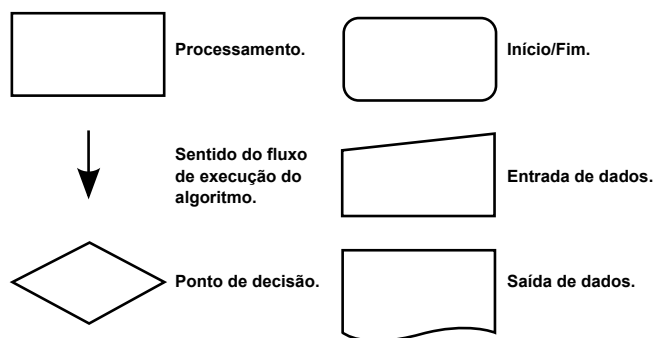 Processamento.
Início/Fim.
Sentido do fluxo
de execução do
algoritmo.
Entrada de dados.
Ponto de decisão.
Saída de dados.